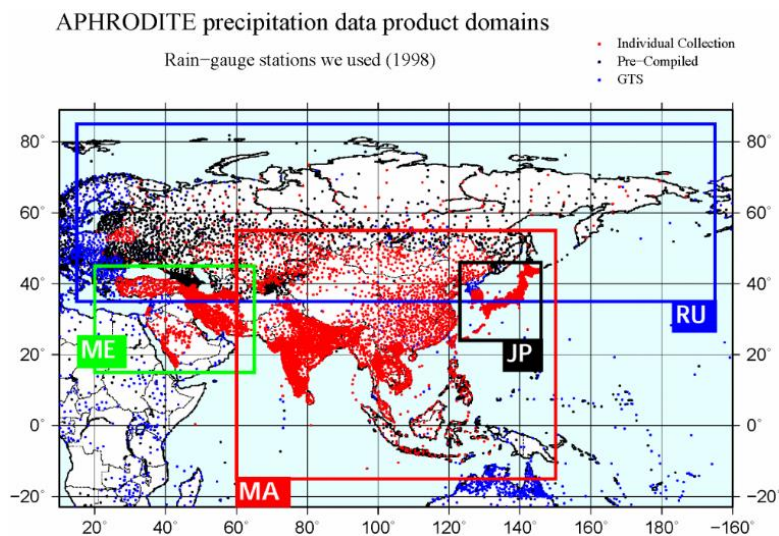 APHRODITE precipitation data product domains
Rain−gauge stations we used (1998)
Individual Collection
Pre−Compiled
GTS
80° 80°
60° 60°
40° 40°
RU
ME
JP
20° 20°
0° 0°
MA
−20° −20°
20° 40° 60° 80° 100° 120° 140° 160° −180° −160°